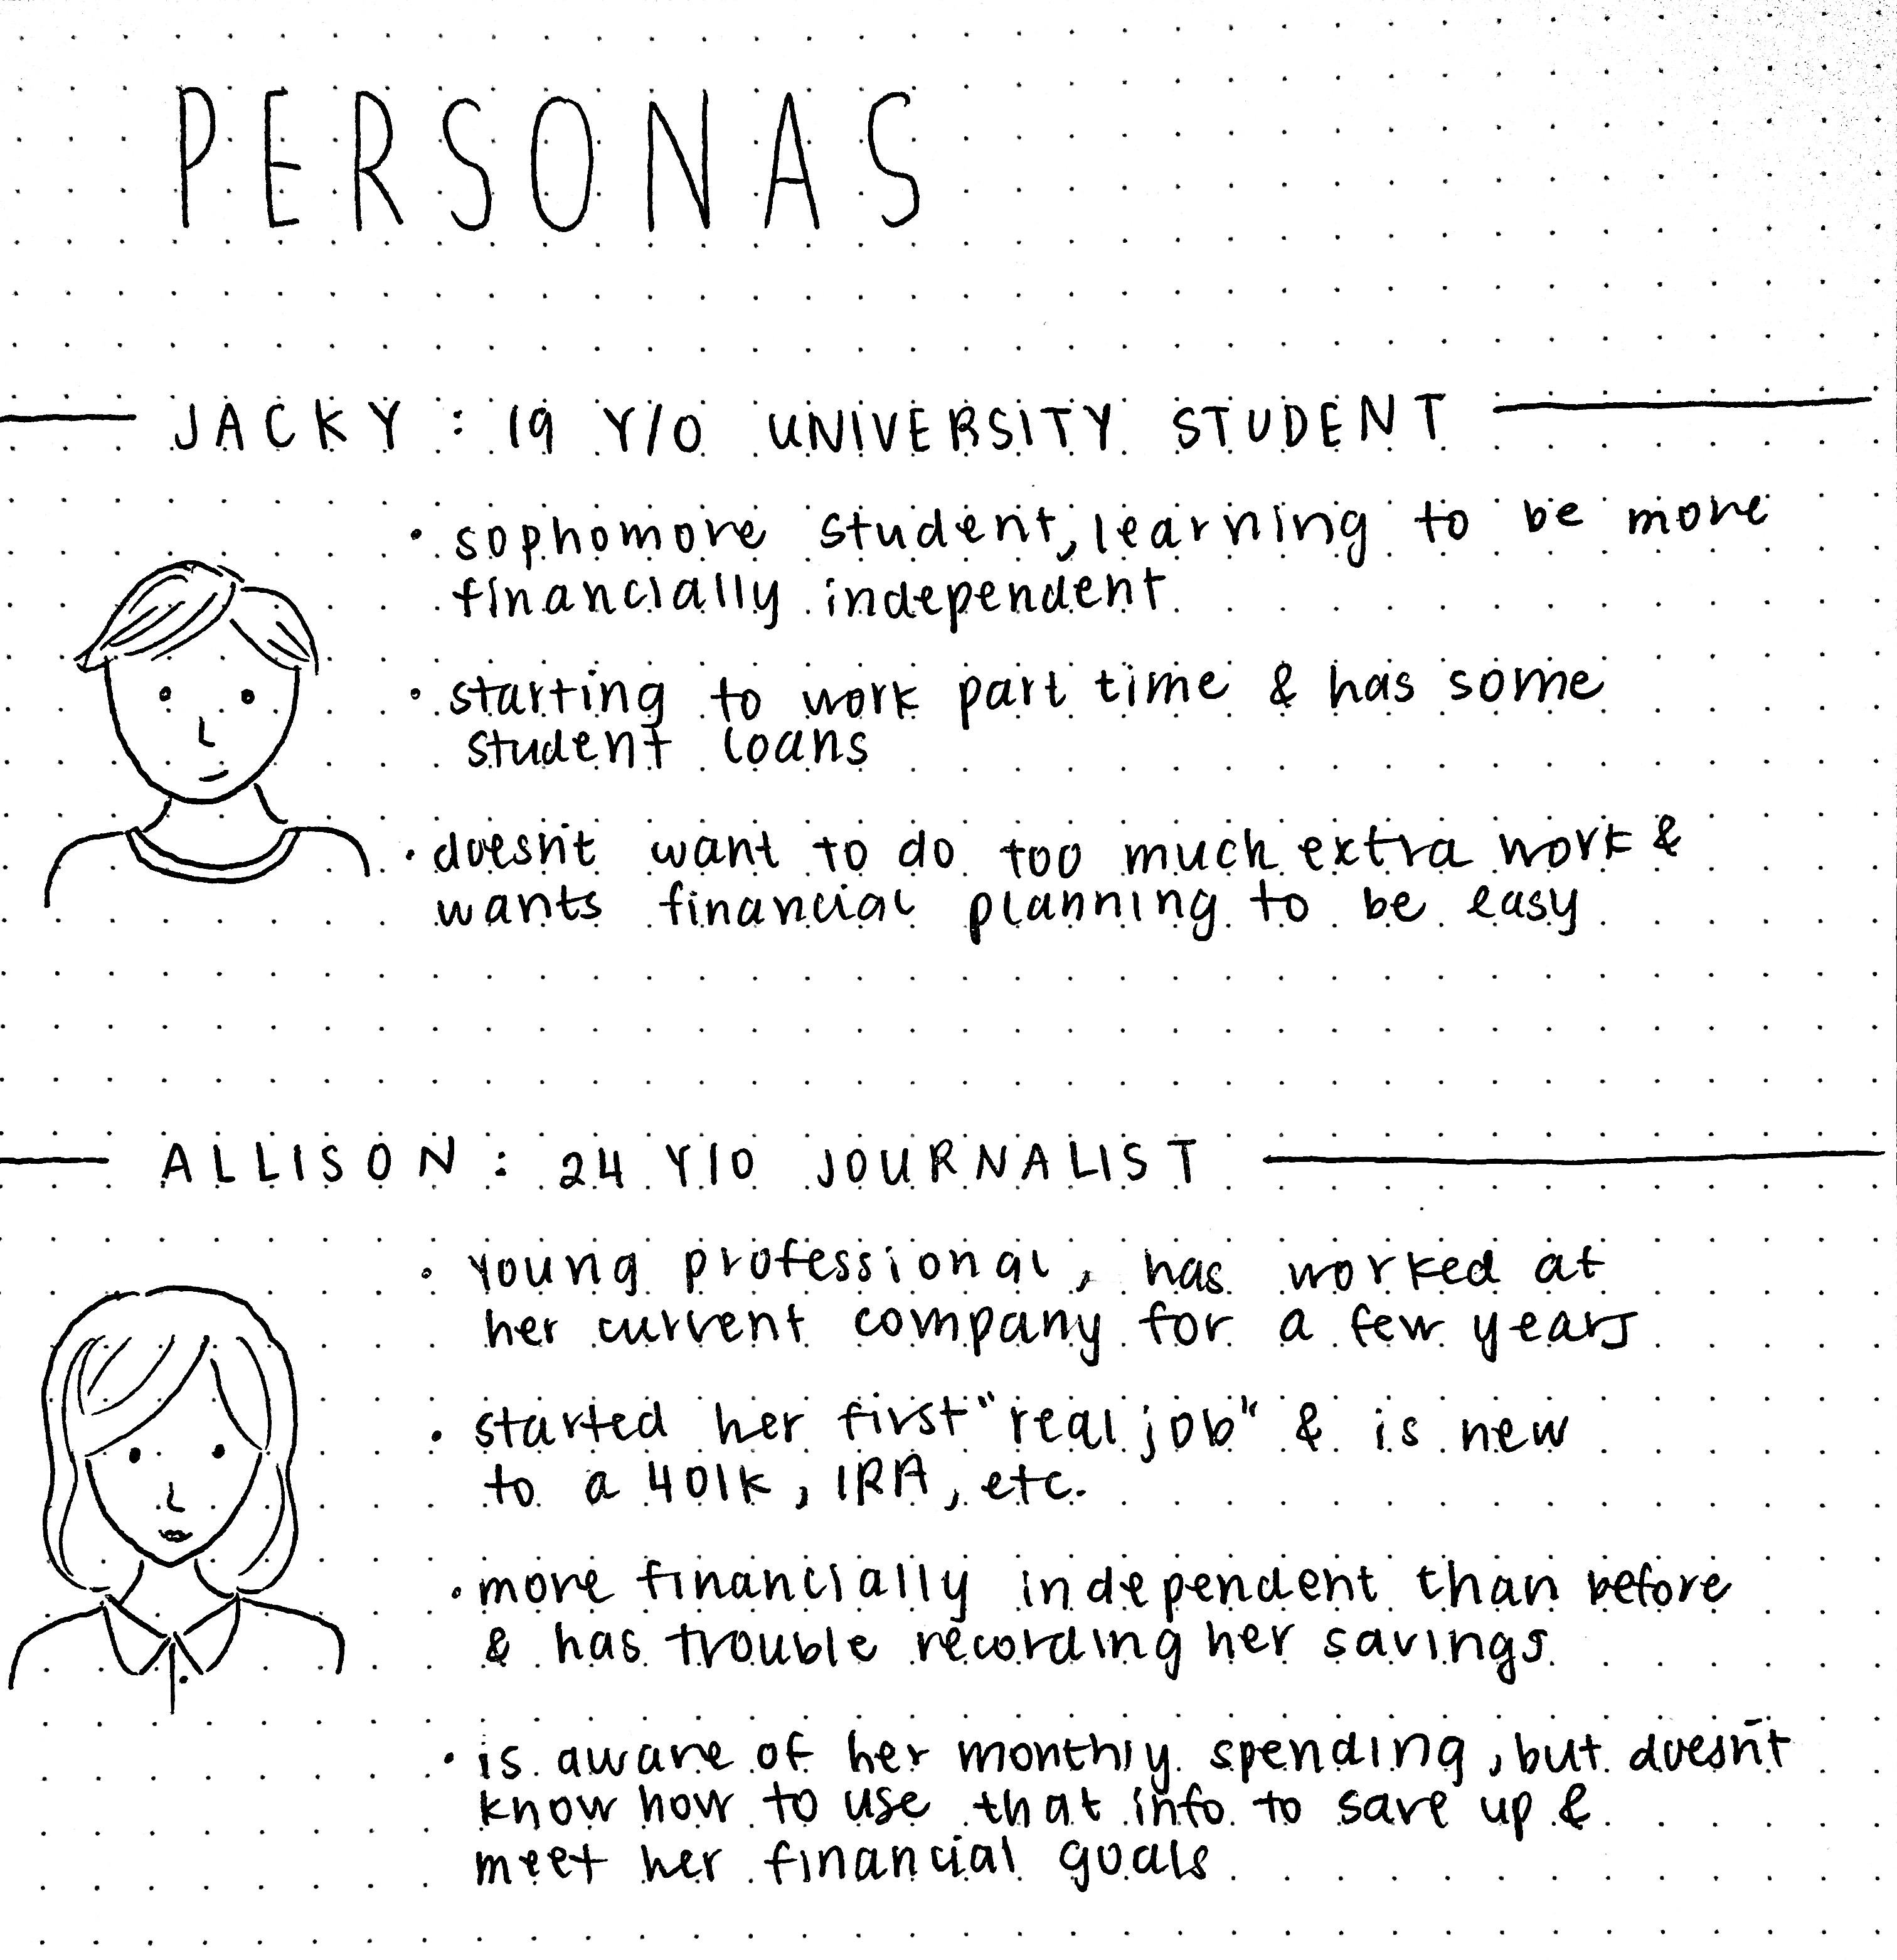 PERSONAS
JACKY : 19 Y/O UNIVERSITY STUDENT
• sophomore student, learning to be more
financially independent
• starting to work part time & has some
student loans
• doesn't want to do too much extra work &
wants financial planning to be easy
ALLISON : 24 Y/O JOURNALIST
• young professional, has worked at
her current company for a few years
• started her first "real job" & is new
to a 401k, IRA, etc.
• more financially independent than before
& has trouble recording her savings
• is aware of her monthly spending, but doesn't
know how to use that info to save up &
meet her financial goals